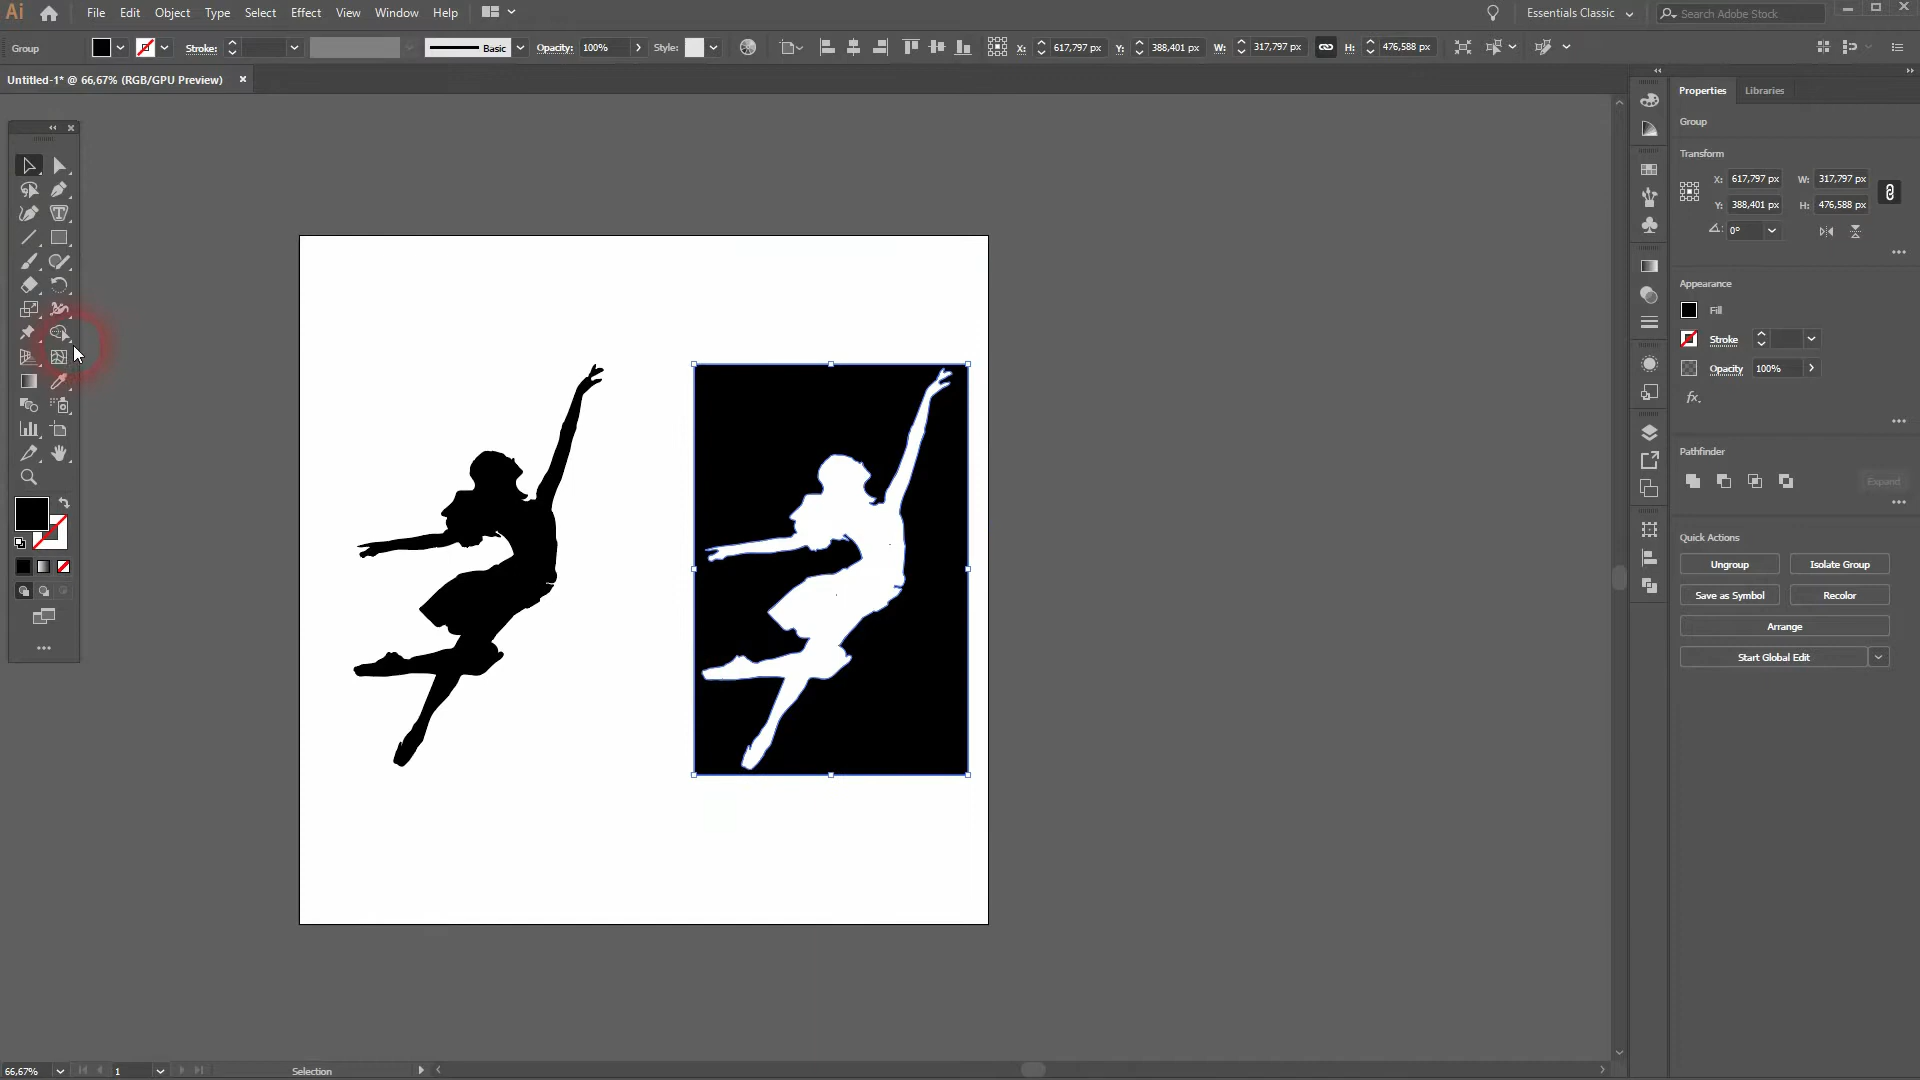 Ai File Edit Object Type Select Effect View Window Help Essentials Classic Search Adobe Stock
Group Stroke: Basic Opacity: 100% Style: X: 617,797 px Y: 388,401 px W: 317,797 px H: 476,588 px
Untitled-1* @ 66,67% (RGB/GPU Preview)
Properties Libraries
Group
Transform
X: 617,797 px W: 317,797 px
Y: 388,401 px H: 476,588 px
0°
Appearance
Fill
Stroke
Opacity 100%
fx.
Pathfinder
Expand
Quick Actions
Ungroup Isolate Group
Save as Symbol Recolor
Arrange
Start Global Edit
66,67% 1 Selection